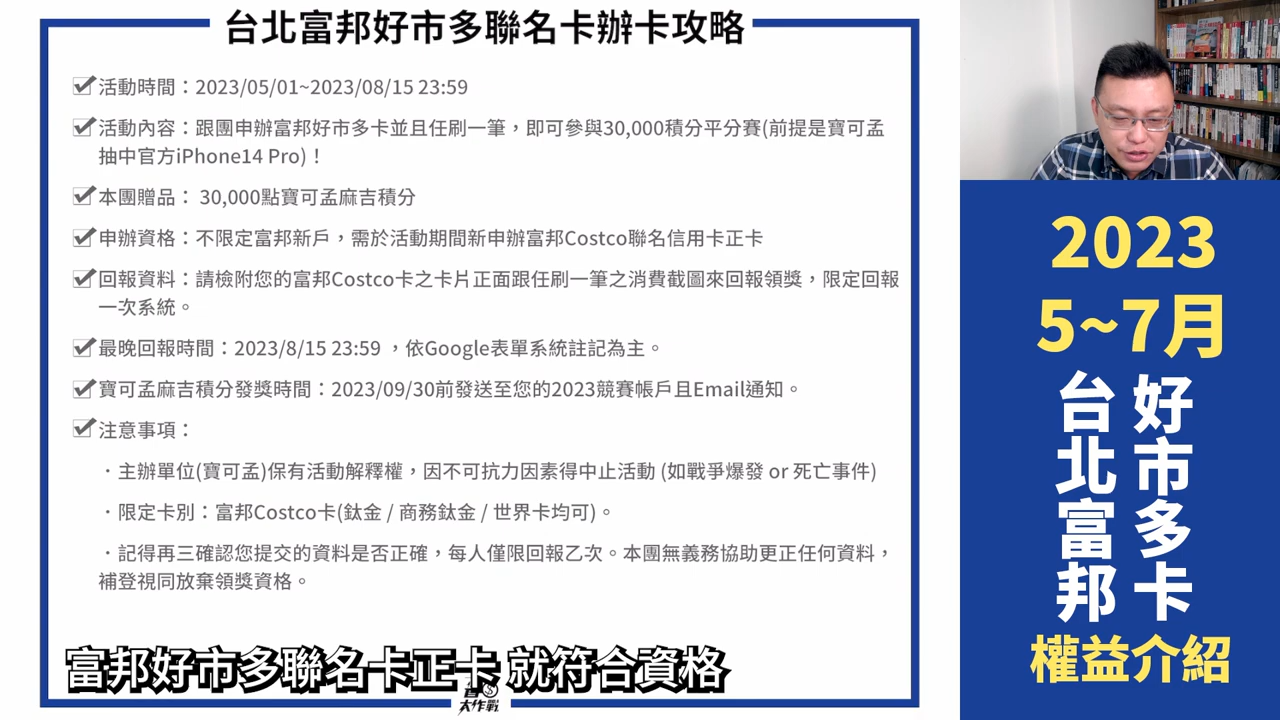 台北富邦好市多聯名卡辦卡攻略
活動時間：2023/05/01~2023/08/15 23:59
活動內容：跟團申辦富邦好市多卡並且任刷一筆，即可參與30,000積分平分賽(前提是寶可孟
抽中官方iPhone14 Pro)！
本團贈品： 30,000點寶可孟麻吉積分
申辦資格：不限定富邦新戶，需於活動期間新申辦富邦Costco聯名信用卡正卡
回報資料：請檢附您的富邦Costco卡之卡片正面跟任刷一筆之消費截圖來回報領獎，限定回報
一次系統。
最晚回報時間：2023/8/15 23:59 ，依Google表單系統註記為主。
寶可孟麻吉積分發獎時間：2023/09/30前發送至您的2023競賽帳戶且Email通知。
注意事項：
．主辦單位(寶可孟)保有活動解釋權，因不可抗力因素得中止活動 (如戰爭爆發 or 死亡事件)
．限定卡別：富邦Costco卡(鈦金 / 商務鈦金 / 世界卡均可)。
．記得再三確認您提交的資料是否正確，每人僅限回報乙次。本團無義務協助更正任何資料，
補登視同放棄領獎資格。
富邦好市多聯名卡正卡 就符合資格
大作戰
2023
5~7月
台北富邦
好市多卡
權益介紹